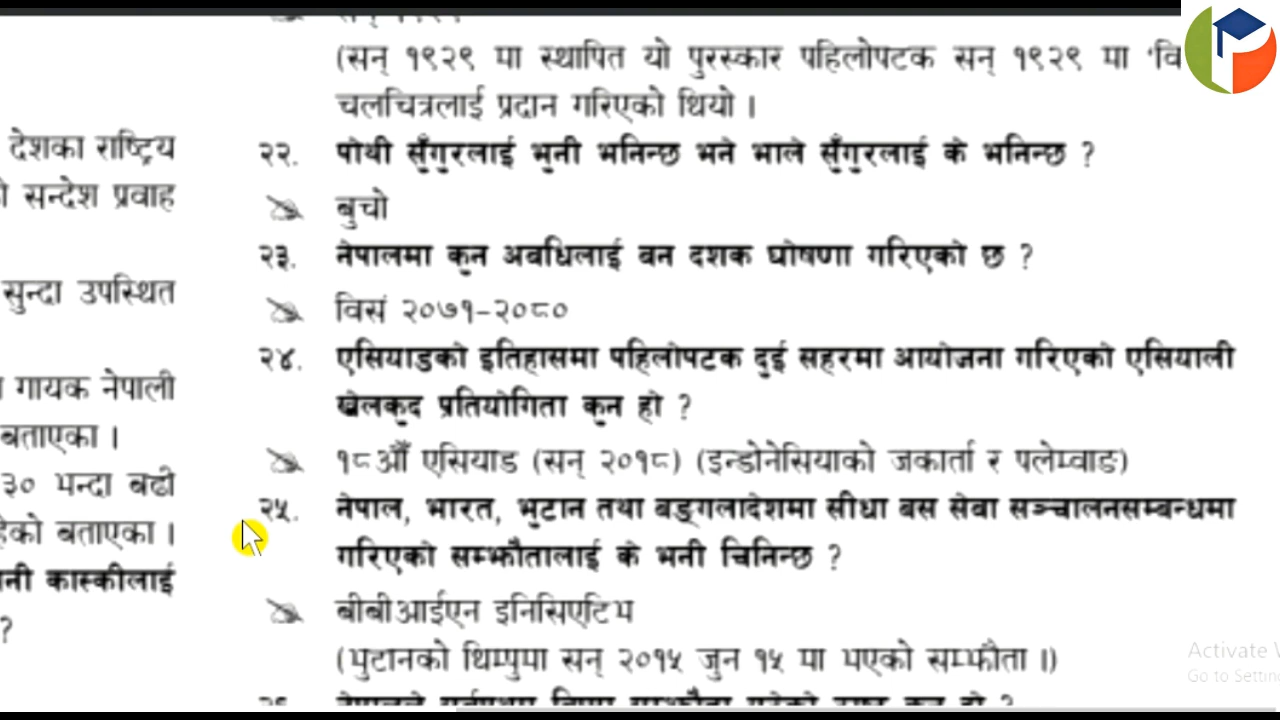 देशका राष्ट्रिय
सन्देश प्रवाह
सुन्दा उपस्थित
गायक नेपाली
बताएका ।
३० भन्दा बढी
बताएका ।
कास्कीलाई
?
(सन् १९२९ मा स्थापित यो पुरस्कार पहिलोपटक सन् १९२९ मा
चलचित्रलाई प्रदान गरिएको थियो ।
२२. पोथी सुँगुरलाई भुनी भनिन्छ भने भाले सुँगुरलाई के भनिन्छ ?
बुचो
२३. नेपालमा कुन अवधिलाई वन दशक घोषणा गरिएको छ ?
विसं २०७१-२०८०
२४. एसियाडको इतिहासमा पहिलोपटक दुई सहरमा आयोजना गरिएको एसियाली
खेलकुद प्रतियोगिता कुन हो ?
१८औँ एसियाड (सन् २०१८) (इन्डोनेसियाको जकार्ता र पलेम्वाङ)
२५. नेपाल, भारत, भुटान तथा बङ्गलादेशमा सीधा बस सेवा सञ्चालनसम्बन्धमा
गरिएको सम्झौतालाई के भनी चिनिन्छ ?
बीबीआईएन इनिसिएटिभ
(भुटानको थिम्पुमा सन् २०१५ जुन १५ मा भएको सम्झौता ।)
Activate
Go to